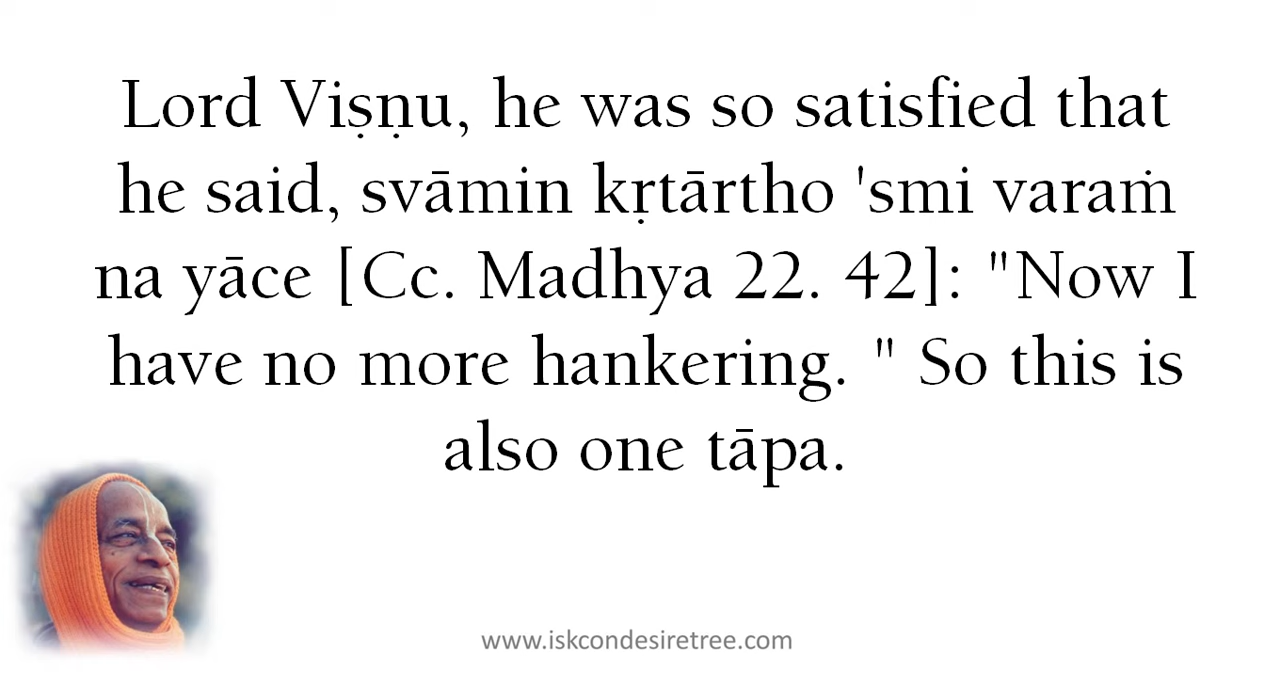 Lord Viṣṇu, he was so satisfied that
he said, svāmin kṛtārtho 'smi varaṁ
na yāce [Cc. Madhya 22. 42]: "Now I
have no more hankering. " So this is
also one tāpa.
www.iskcondesiretree.com